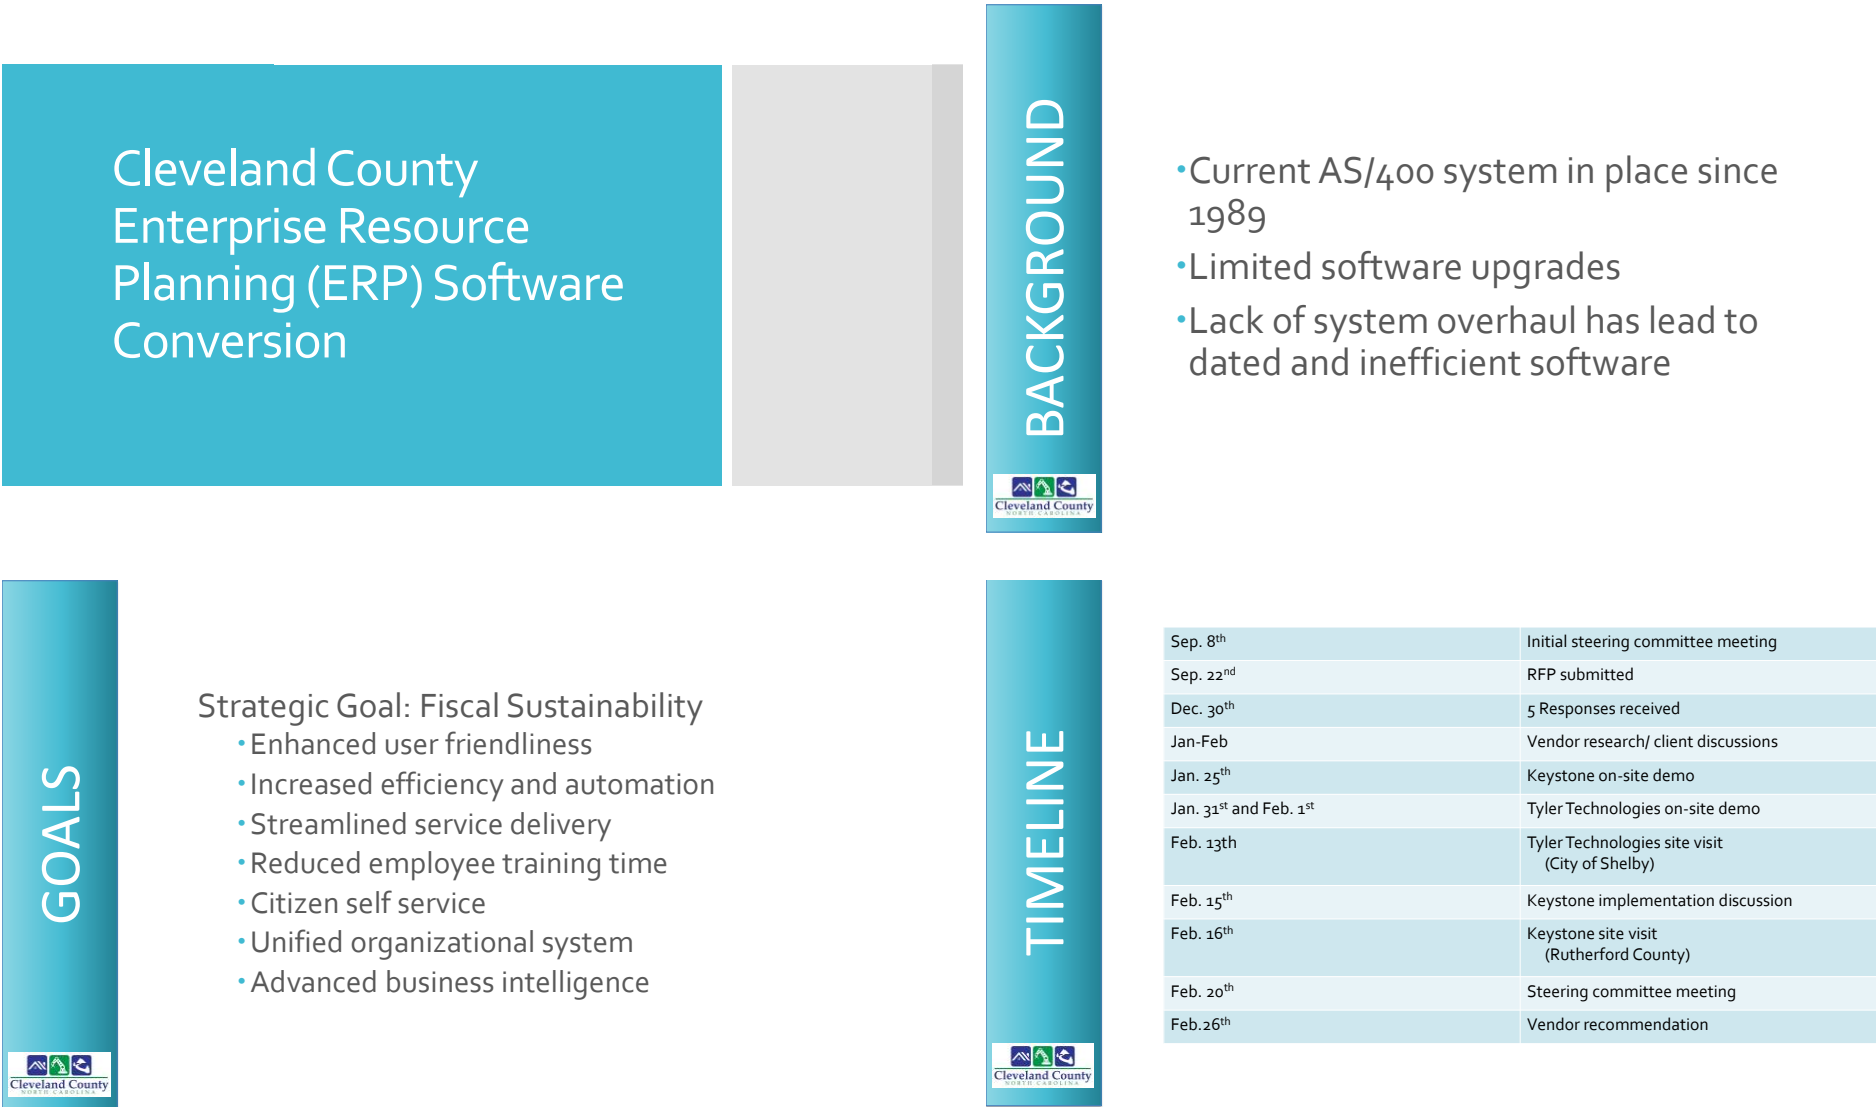 Cleveland County
Enterprise Resource
Planning (ERP) Software
Conversion
BACKGROUND
•Current AS/400 system in place since
1989
•Limited software upgrades
•Lack of system overhaul has lead to
dated and inefficient software
Cleveland County
NORTH CAROLINA
GOALS
Strategic Goal: Fiscal Sustainability
•Enhanced user friendliness
•Increased efficiency and automation
•Streamlined service delivery
•Reduced employee training time
•Citizen self service
•Unified organizational system
•Advanced business intelligence
Cleveland County
NORTH CAROLINA
TIMELINE
Sep. 8th Initial steering committee meeting
Sep. 22nd RFP submitted
Dec. 30th 5 Responses received
Jan-Feb Vendor research/ client discussions
Jan. 25th Keystone on-site demo
Jan. 31st and Feb. 1st Tyler Technologies on-site demo
Feb. 13th Tyler Technologies site visit
(City of Shelby)
Feb. 15th Keystone implementation discussion
Feb. 16th Keystone site visit
(Rutherford County)
Feb. 20th Steering committee meeting
Feb.26th Vendor recommendation
Cleveland County
NORTH CAROLINA